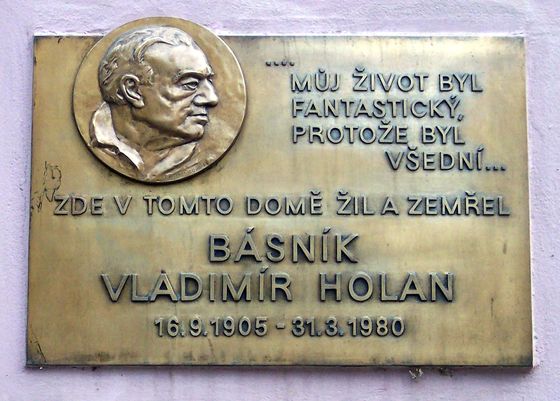 ....
MŮJ ŽIVOT BYL
FANTASTICKÝ,
PROTOŽE BYL
VŠEDNÍ...
ZDE V TOMTO DOMĚ ŽIL A ZEMŘEL
BÁSNÍK
VLADIMÍR HOLAN
16.9.1905 - 31.3.1980